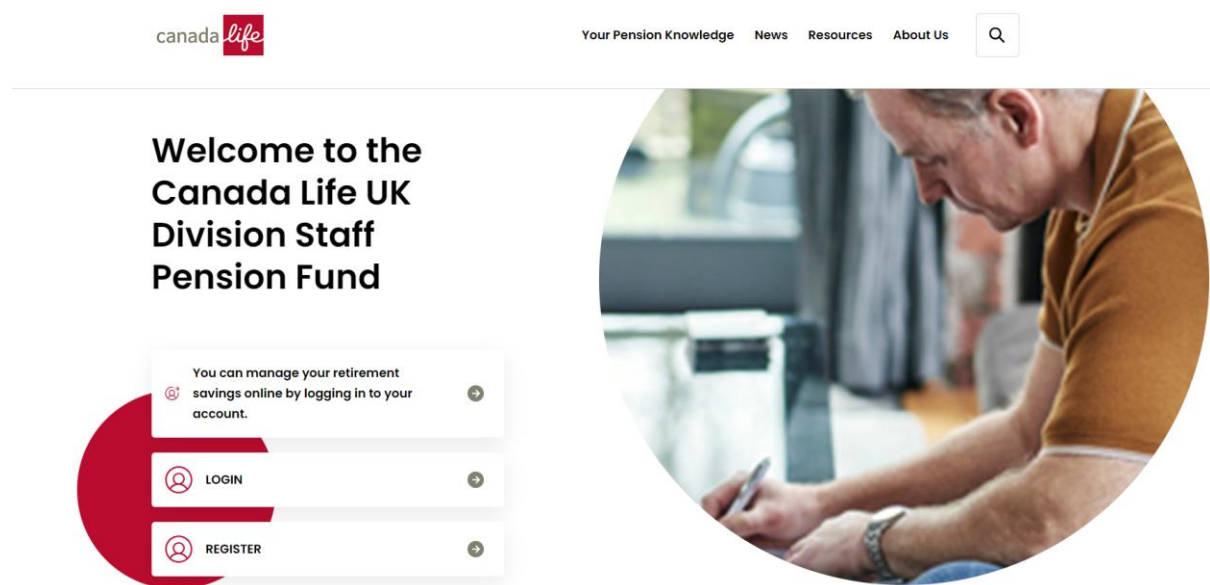 canada life
Your Pension Knowledge News Resources About Us
Welcome to the
Canada Life UK
Division Staff
Pension Fund
You can manage your retirement
savings online by logging in to your
account.
LOGIN
REGISTER